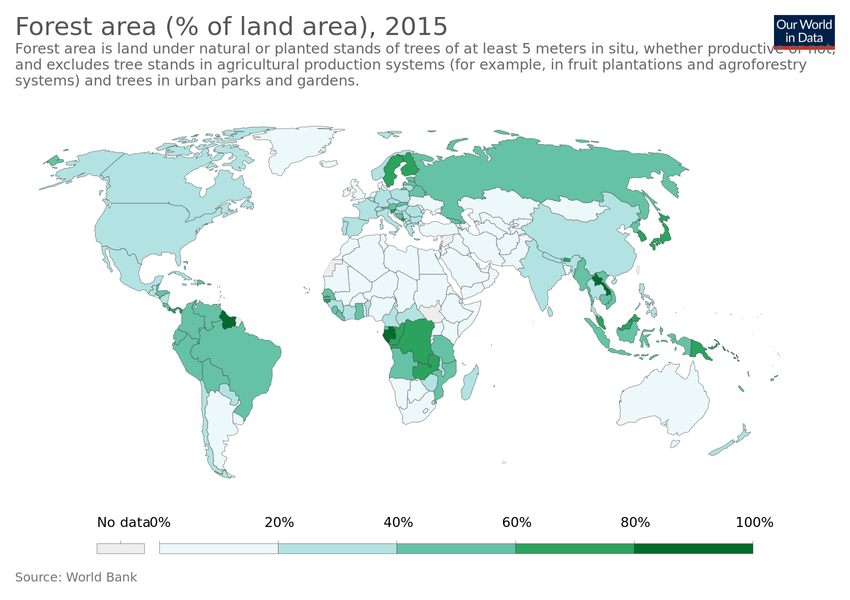 Forest area (% of land area), 2015
Our World
in Data
Forest area is land under natural or planted stands of trees of at least 5 meters in situ, whether productive or not,
and excludes tree stands in agricultural production systems (for example, in fruit plantations and agroforestry
systems) and trees in urban parks and gardens.
No data 0% 20% 40% 60% 80% 100%
Source: World Bank